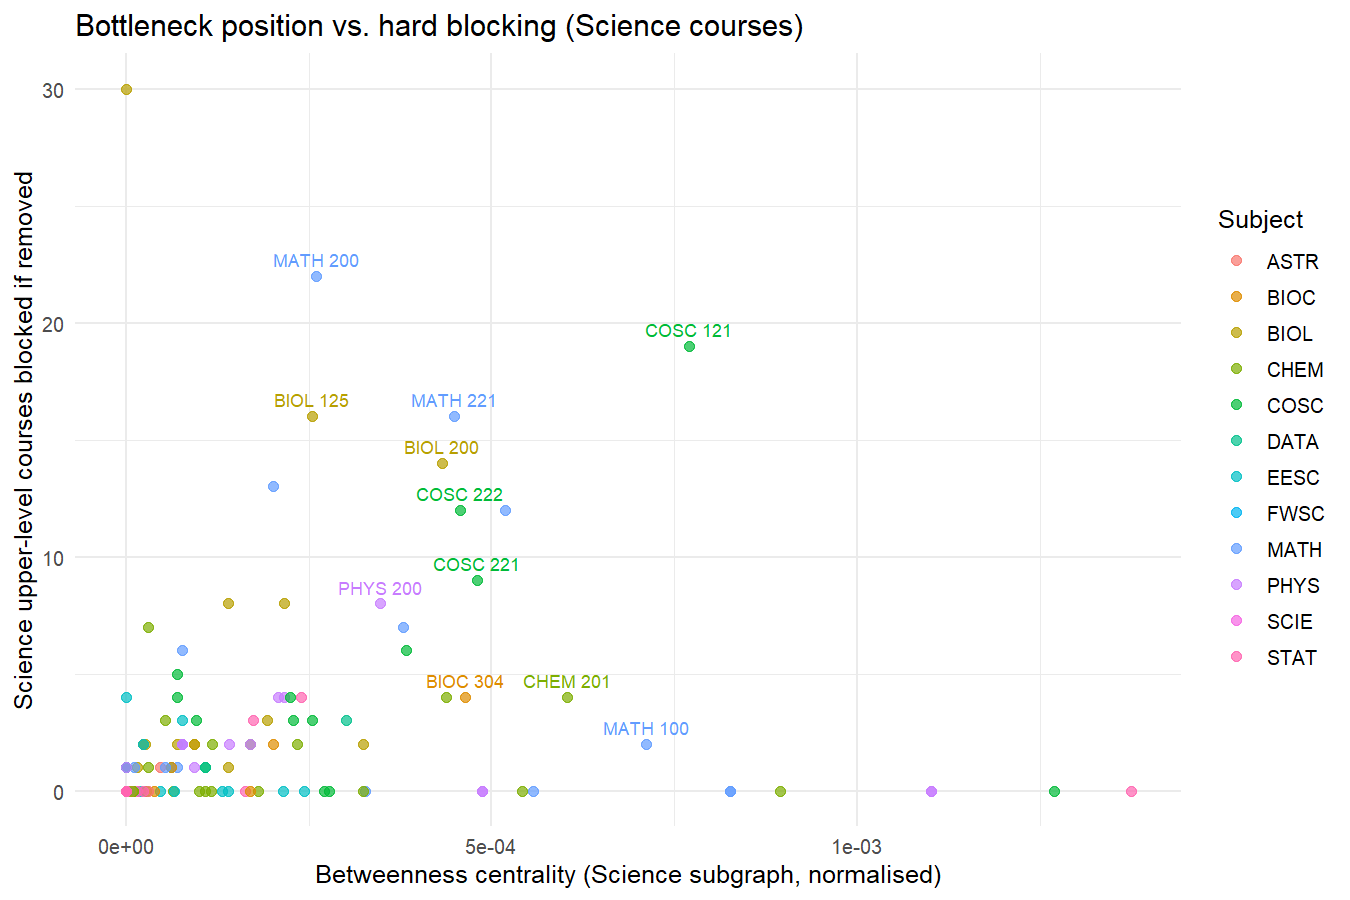 Bottleneck position vs. hard blocking (Science courses)
Science upper-level courses blocked if removed
30
20
10
0
MATH 200
COSC 121
BIOL 125
MATH 221
BIOL 200
COSC 222
COSC 221
PHYS 200
BIOC 304
CHEM 201
MATH 100
0e+00
5e-04
1e-03
Betweenness centrality (Science subgraph, normalised)
Subject
ASTR
BIOC
BIOL
CHEM
COSC
DATA
EESC
FWSC
MATH
PHYS
SCIE
STAT